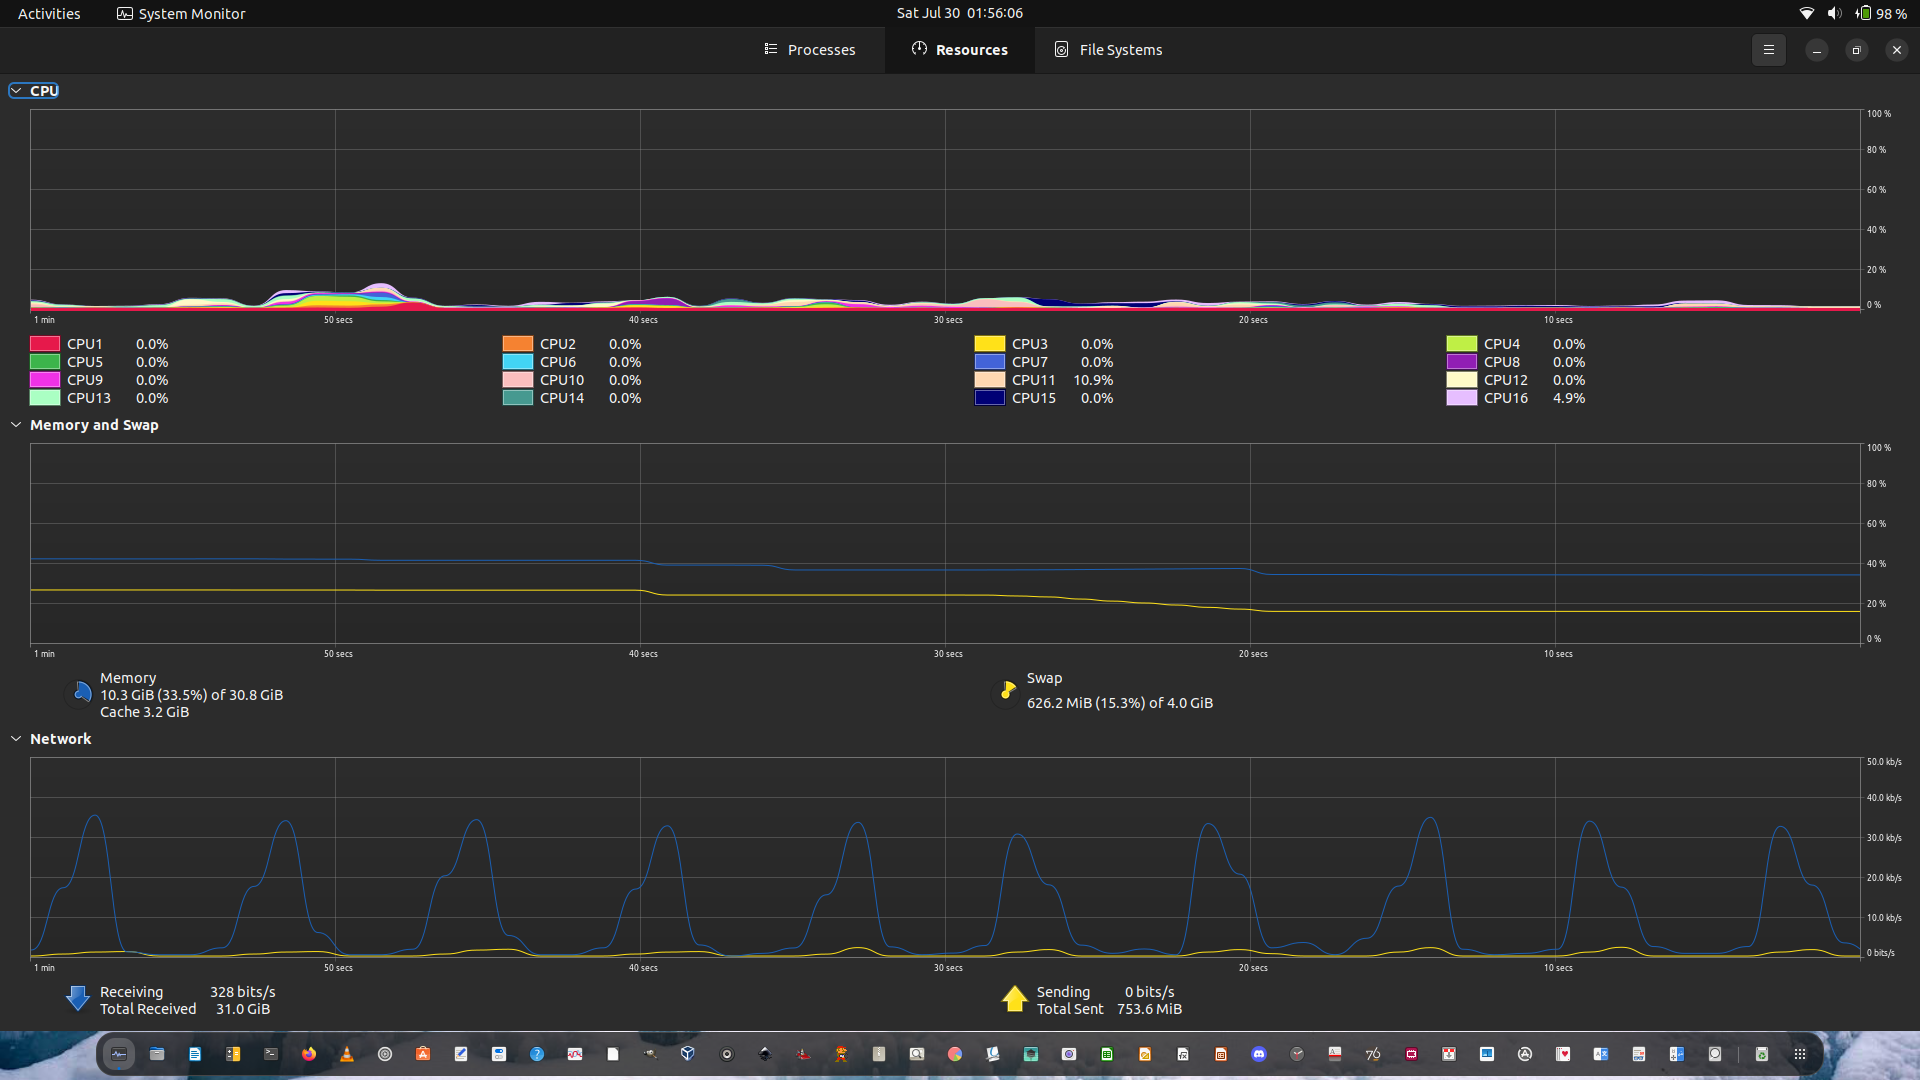 Activities
System Monitor
Sat Jul 30 01:56:06
98 %
Processes
Resources
File Systems
CPU
100 %
80 %
60 %
40 %
20 %
0 %
1 min
50 secs
40 secs
30 secs
20 secs
10 secs
CPU1 0.0%
CPU2 0.0%
CPU3 0.0%
CPU4 0.0%
CPU5 0.0%
CPU6 0.0%
CPU7 0.0%
CPU8 0.0%
CPU9 0.0%
CPU10 0.0%
CPU11 10.9%
CPU12 0.0%
CPU13 0.0%
CPU14 0.0%
CPU15 0.0%
CPU16 4.9%
Memory and Swap
100 %
80 %
60 %
40 %
20 %
0 %
1 min
50 secs
40 secs
30 secs
20 secs
10 secs
Memory
10.3 GiB (33.5%) of 30.8 GiB
Cache 3.2 GiB
Swap
626.2 MiB (15.3%) of 4.0 GiB
Network
50.0 kb/s
40.0 kb/s
30.0 kb/s
20.0 kb/s
10.0 kb/s
0 bits/s
1 min
50 secs
40 secs
30 secs
20 secs
10 secs
Receiving 328 bits/s
Total Received 31.0 GiB
Sending 0 bits/s
Total Sent 753.6 MiB